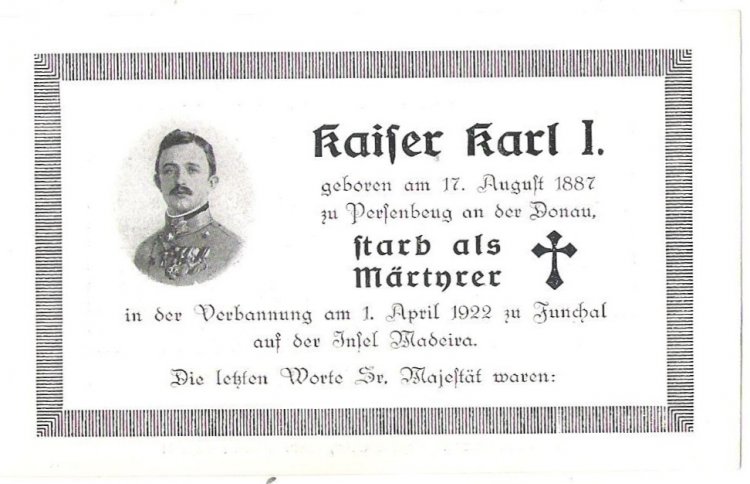 Kaiſer Karl I.
geboren am 17. Auguſt 1887
zu Perſenbeug an der Donau,
ſtarb als
Märtyrer
in der Verbannung am 1. April 1922 zu Funchal
auf der Inſel Madeira.
Die letzten Worte Sr. Majeſtät waren: